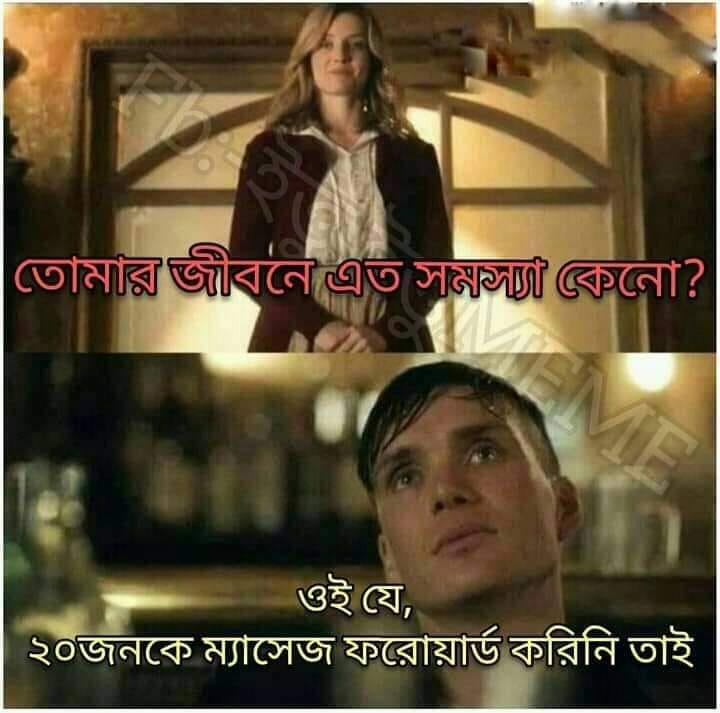 তোমার জীবনে এত সমস্যা কেনো?
ওই যে,
২০জনকে ম্যাসেজ ফরোয়ার্ড করিনি তাই